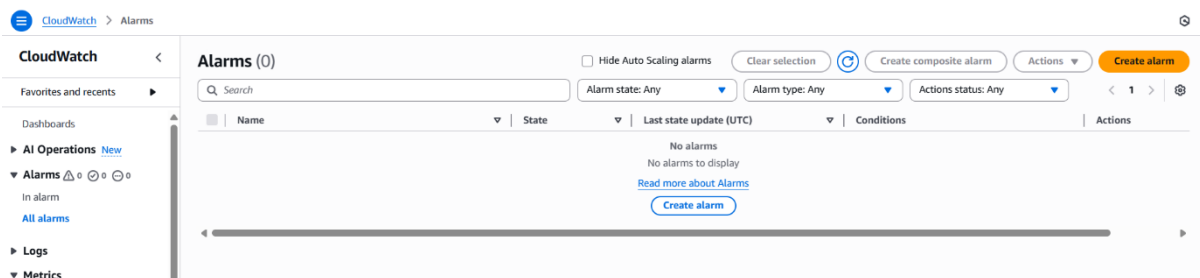 CloudWatch > Alarms
CloudWatch
Favorites and recents
Dashboards
AI Operations New
Alarms 0 0 0
In alarm
All alarms
Logs
Metrics
Alarms (0)
Hide Auto Scaling alarms
Clear selection
Create composite alarm
Actions
Create alarm
Search
Alarm state: Any
Alarm type: Any
Actions status: Any
1
Name
State
Last state update (UTC)
Conditions
Actions
No alarms
No alarms to display
Read more about Alarms
Create alarm